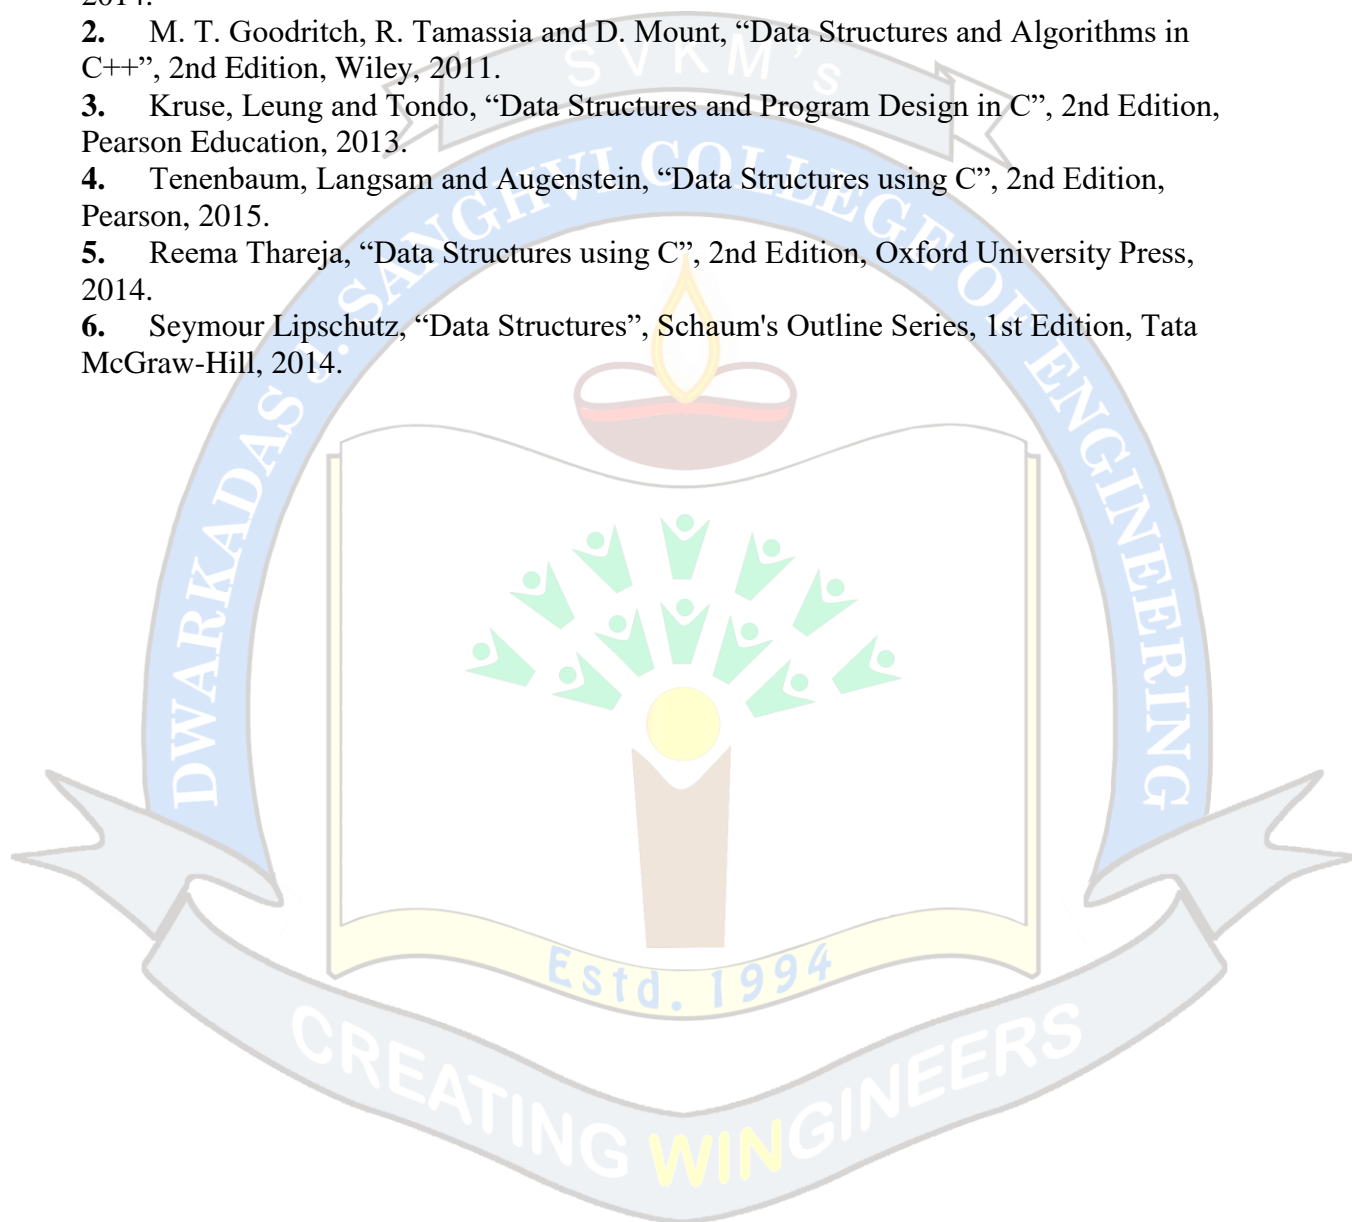 2014.
2. M. T. Goodritch, R. Tamassia and D. Mount, “Data Structures and Algorithms in
C++”, 2nd Edition, Wiley, 2011.
3. Kruse, Leung and Tondo, “Data Structures and Program Design in C”, 2nd Edition,
Pearson Education, 2013.
4. Tenenbaum, Langsam and Augenstein, “Data Structures using C”, 2nd Edition,
Pearson, 2015.
5. Reema Thareja, “Data Structures using C”, 2nd Edition, Oxford University Press,
2014.
6. Seymour Lipschutz, “Data Structures”, Schaum's Outline Series, 1st Edition, Tata
McGraw-Hill, 2014.
SVKM's
DWARKADAS J. SANGHVI COLLEGE OF ENGINEERING
Estd. 1994
CREATING WINGINEERS